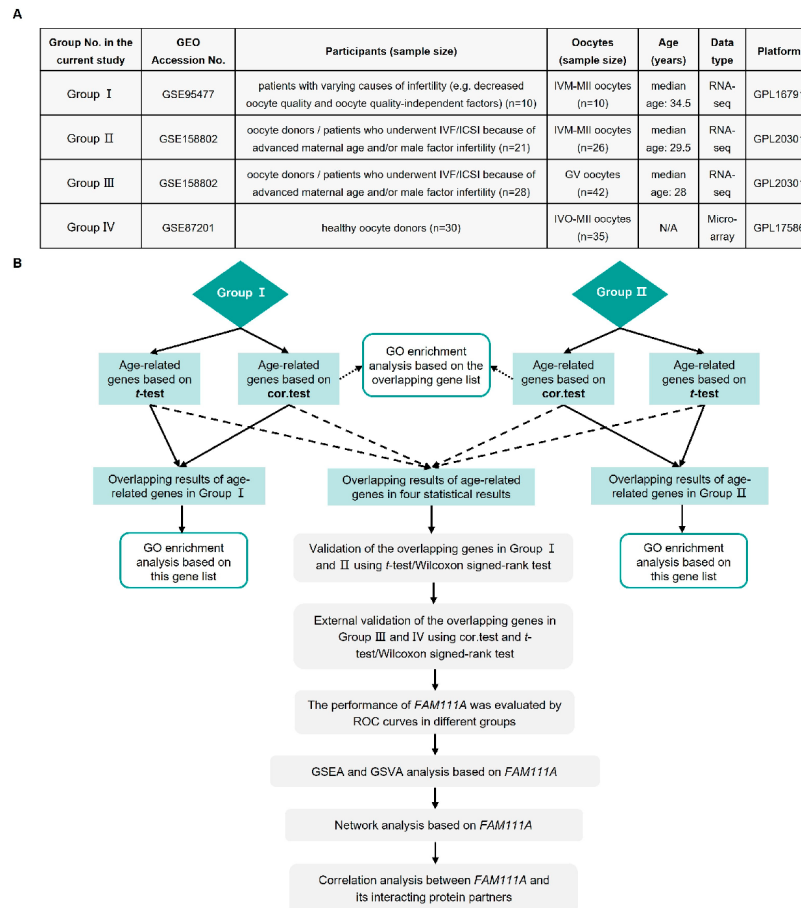 A
Group No. in the current study | GEO Accession No. | Participants (sample size) | Oocytes (sample size) | Age (years) | Data type | Platform
Group Ⅰ | GSE95477 | patients with varying causes of infertility (e.g. decreased oocyte quality and oocyte quality-independent factors) (n=10) | IVM-MII oocytes (n=10) | median age: 34.5 | RNA-seq | GPL16791
Group Ⅱ | GSE158802 | oocyte donors / patients who underwent IVF/ICSI because of advanced maternal age and/or male factor infertility (n=21) | IVM-MII oocytes (n=26) | median age: 29.5 | RNA-seq | GPL20301
Group Ⅲ | GSE158802 | oocyte donors / patients who underwent IVF/ICSI because of advanced maternal age and/or male factor infertility (n=28) | GV oocytes (n=42) | median age: 28 | RNA-seq | GPL20301
Group Ⅳ | GSE87201 | healthy oocyte donors (n=30) | IVO-MII oocytes (n=35) | N/A | Micro-array | GPL17586
B
Group Ⅰ
Group Ⅱ
Age-related
genes based on
t-test
Age-related
genes based on
cor.test
GO enrichment
analysis based on the
overlapping gene list
Age-related
genes based on
cor.test
Age-related
genes based on
t-test
Overlapping results of age-
related genes in Group Ⅰ
Overlapping results of age-related
genes in four statistical results
Overlapping results of age-
related genes in Group Ⅱ
GO enrichment
analysis based on
this gene list
Validation of the overlapping genes in Group Ⅰ
and Ⅱ using t-test/Wilcoxon signed-rank test
GO enrichment
analysis based on
this gene list
External validation of the overlapping genes in
Group Ⅲ and Ⅳ using cor.test and t-
test/Wilcoxon signed-rank test
The performance of FAM111A was evaluated by
ROC curves in different groups
GSEA and GSVA analysis based on FAM111A
Network analysis based on FAM111A
Correlation analysis between FAM111A and
its interacting protein partners